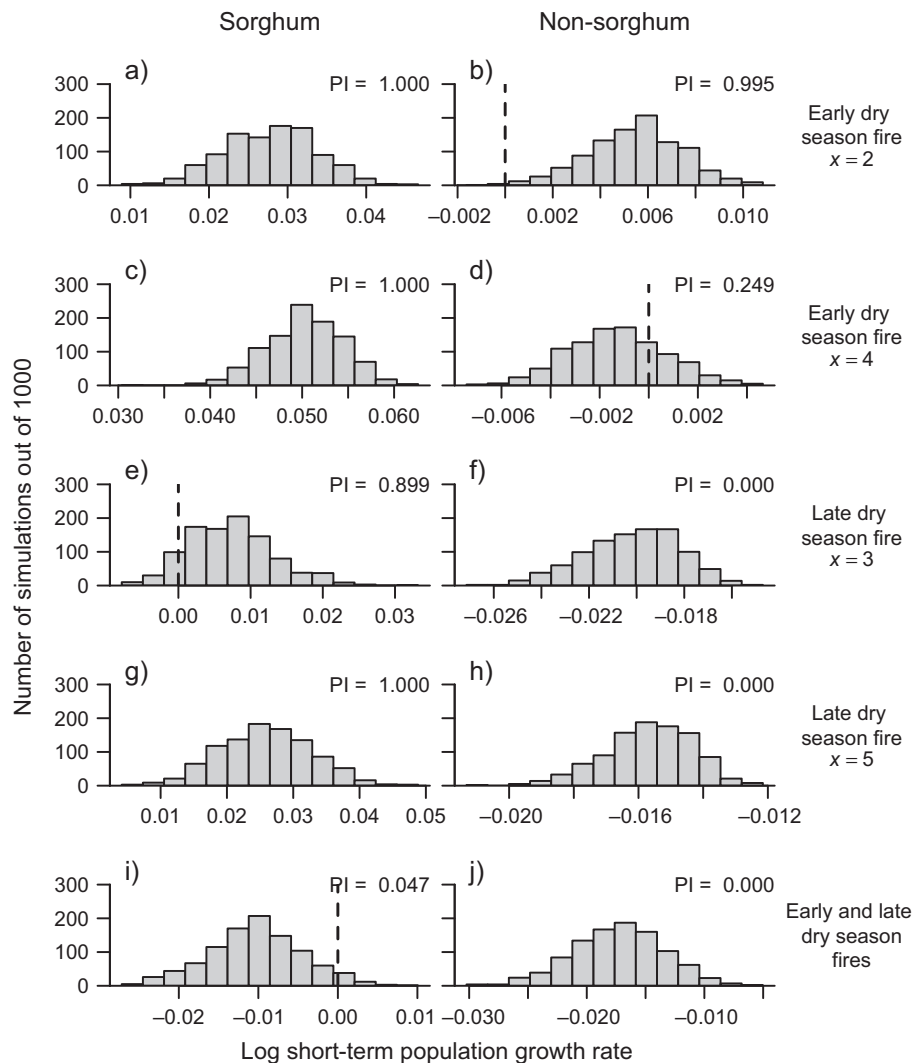 Sorghum Non-sorghum
a) PI = 1.000 b) PI = 0.995
300
200
100
0
0.01 0.02 0.03 0.04 −0.002 0.002 0.006 0.010
Early dry
season fire
x = 2
c) PI = 1.000 d) PI = 0.249
300
200
100
0
0.030 0.040 0.050 0.060 −0.006 −0.002 0.002
Early dry
season fire
x = 4
e) PI = 0.899 f) PI = 0.000
300
200
100
0
0.00 0.01 0.02 0.03 −0.026 −0.022 −0.018
Late dry
season fire
x = 3
g) PI = 1.000 h) PI = 0.000
300
200
100
0
0.01 0.02 0.03 0.04 0.05 −0.020 −0.016 −0.012
Late dry
season fire
x = 5
i) PI = 0.047 j) PI = 0.000
300
200
100
0
−0.02 −0.01 0.00 0.01 −0.030 −0.020 −0.010
Early and late
dry season
fires
Number of simulations out of 1000
Log short-term population growth rate